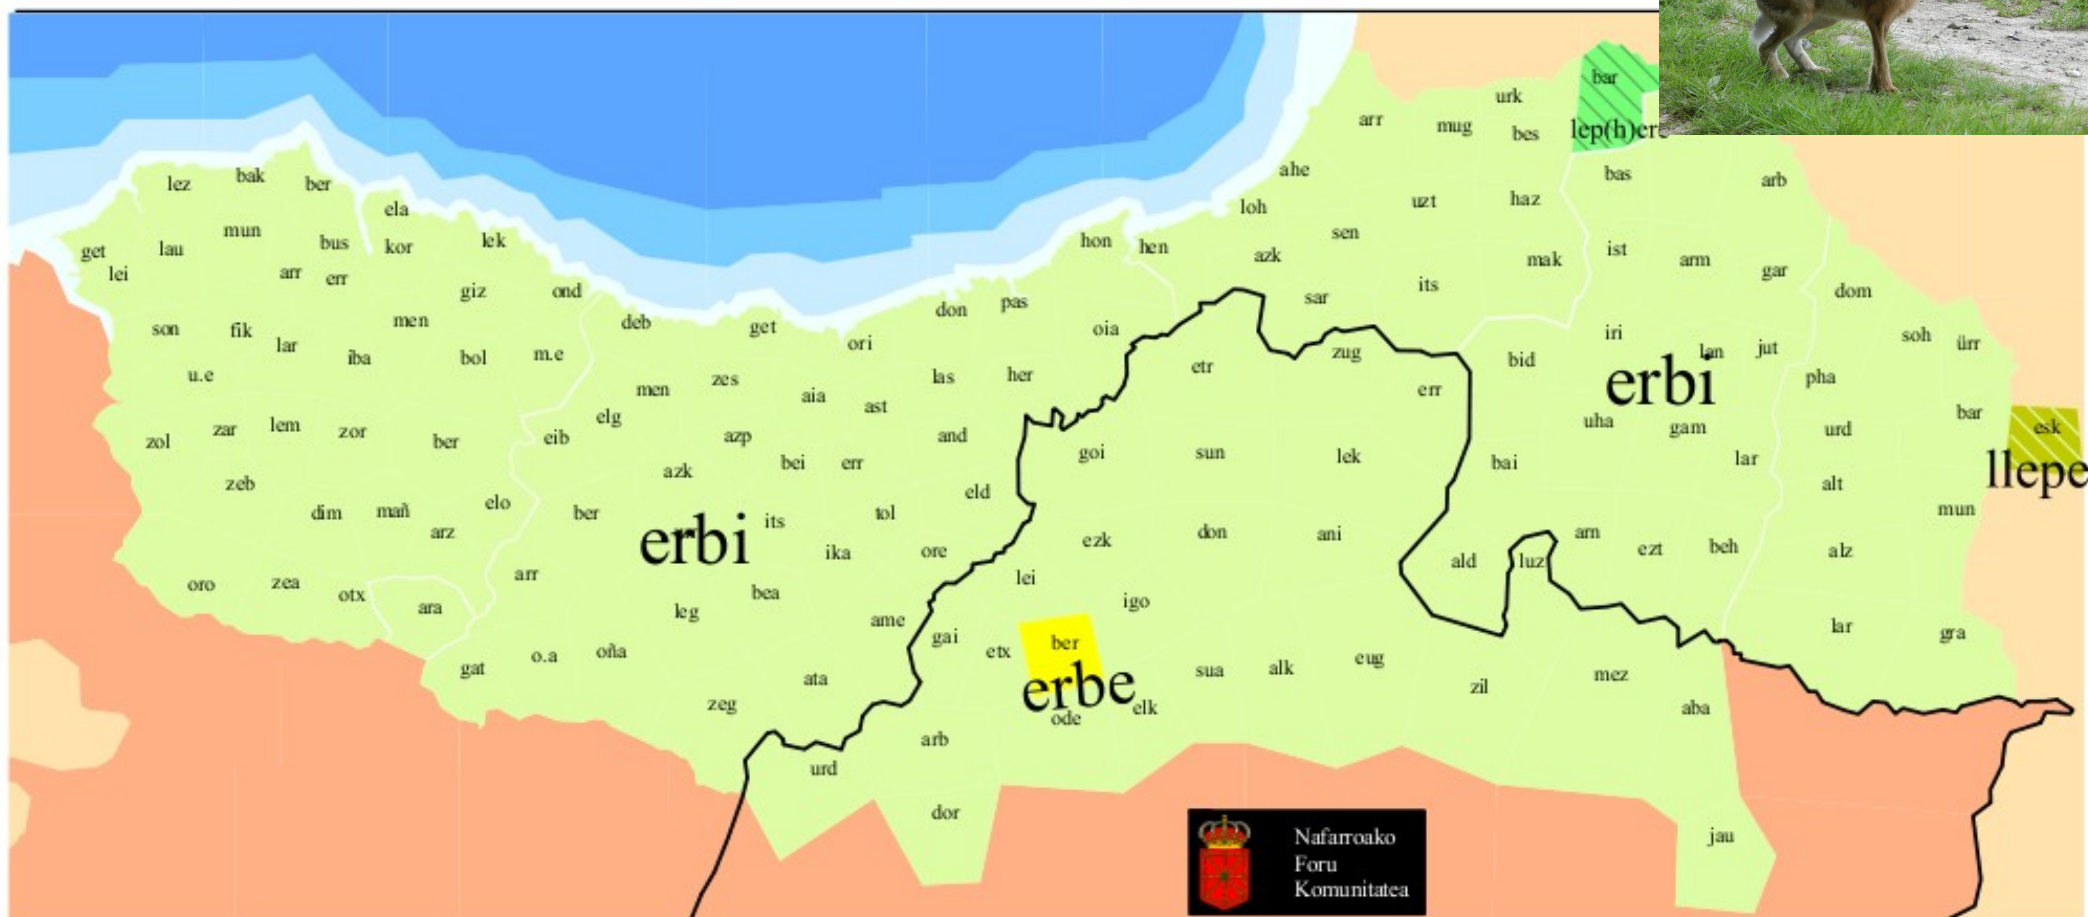 bar
urk
arr
mug
bes
lep(h)ere
ahe
bas
arb
lez
bak
ber
ela
loh
uzt
haz
mun
bus
kor
lek
get
lau
lei
arr
err
hon
hen
azk
sen
ist
mak
arm
gar
giz
ond
its
sar
dom
don
pas
son
fik
lar
men
deb
get
ori
oia
iri
soh
ürr
iba
bol
m.e
zug
etr
bid
lan
jut
u.e
men
zes
las
her
err
erbi
pha
aia
ast
elg
uha
gam
bar
esk
zol
zar
lem
zor
ber
eib
azp
and
urd
azk
bei
err
goi
sun
lek
bai
lar
llepe
zeb
eld
alt
dim
mañ
elo
ber
its
tol
mun
arz
erbi
ika
ore
ezk
don
ani
arn
ezt
beh
alz
ald
luz
arr
lei
oro
zea
otx
ara
leg
bea
ame
igo
gai
etx
ber
lar
gra
gat
o.a
oña
ata
erbe
sua
alk
eug
zil
mez
zeg
ode
elk
aba
arb
urd
dor
jau
Nafarroako
Foru
Komunitatea